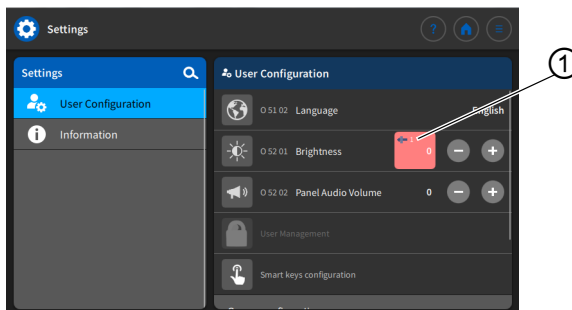 Settings
?
1
Settings
User Configuration
User Configuration
O 51 02 Language English
Information
O 52 01 Brightness 0 - +
O 52 02 Panel Audio Volume 0 - +
User Management
Smart keys configuration